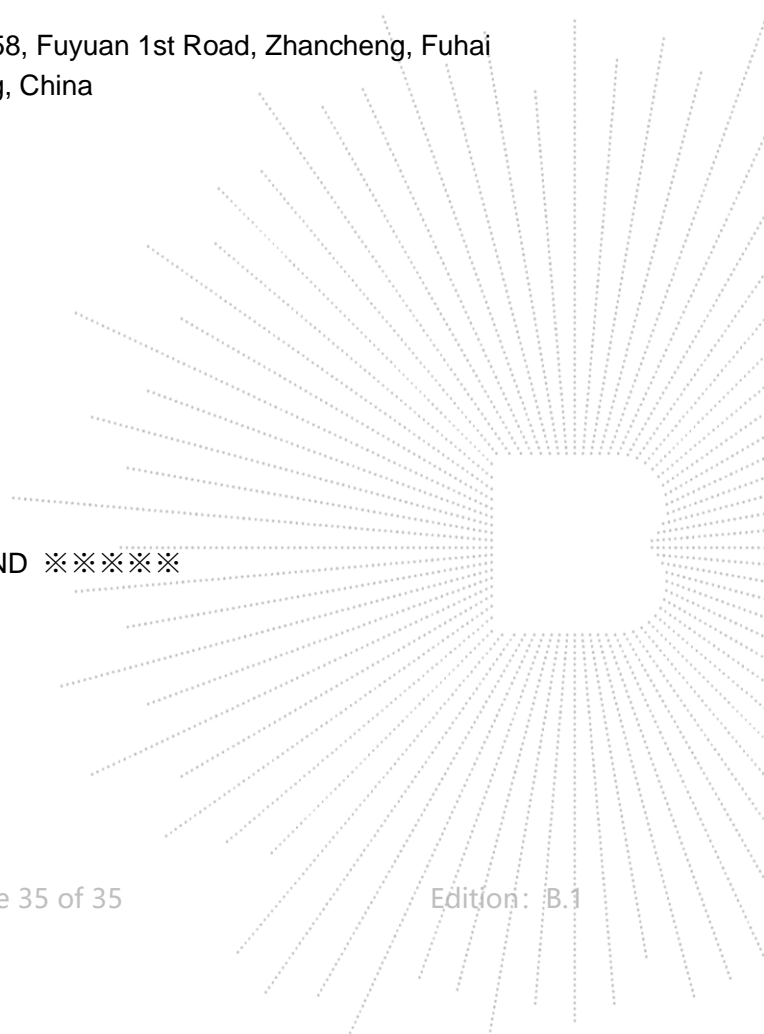 58, Fuyuan 1st Road, Zhancheng, Fuhai
, China
ND ※※※※※
e 35 of 35 Edition: B.1